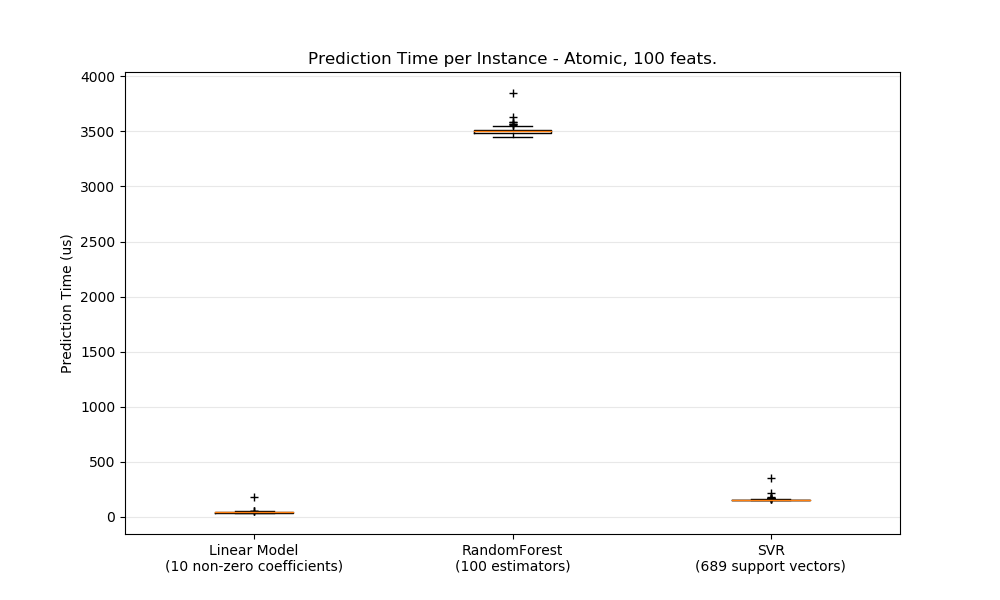 Prediction Time per Instance - Atomic, 100 feats.
Prediction Time (us)
4000
3500
3000
2500
2000
1500
1000
500
0
Linear Model
(10 non-zero coefficients)
RandomForest
(100 estimators)
SVR
(689 support vectors)